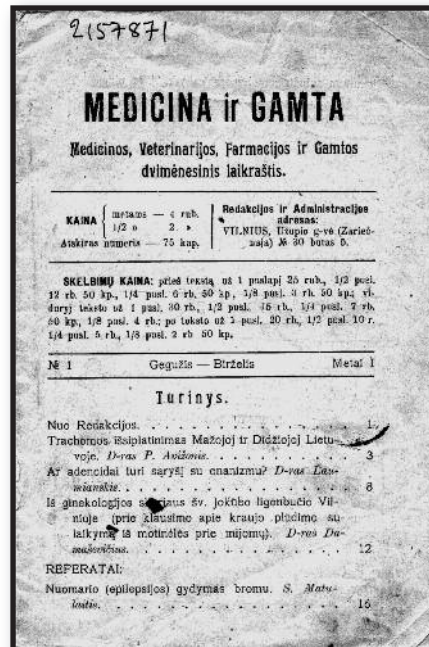 2157871
MEDICINA ir GAMTA
Medicinos, Veterinarijos, Farmacijos ir Gamtos
dvimėnesinis laikraštis.
KAINA { metams — 4 rub.
1/2 » 2 »
Atskiras numeris — 75 kap.
Redakcijos ir Administracijos
adresas:
VILNIUS, Užupio g-vė (Zarieč-
naja) № 30 butas 5.
SKELBIMŲ KAINA: prieš tekstą už 1 puslapį 25 rub., 1/2 pusl.
12 rb. 50 kp., 1/4 pusl. 6 rb. 50 kp., 1/8 pusl. 3 rb. 50 kp.; vi-
duryj teksto už 1 pusl. 30 rb., 1/2 pusl. 15 rb., 1/4 pusl. 7 rb.
50 kp., 1/8 pusl. 4 rb.; po teksto už 1 pusl. 20 rb., 1/2 pusl. 10 r.
1/4 pusl. 5 rb., 1/8 pusl. 2 rb 50 kp.
№ 1 Gegužis — Birželis Metai I
Turinys.
Nuo Redakcijos. 1
Trachomos išsiplatinimas Mažojoj ir Didžiojoj Lietu-
voje. D-ras P. Avižonis. 3
Ar adenoidai turi sąryšį su onanizmu? D-ras Lau-
mianskis. 8
Iš ginekologijos skyriaus šv. Jokūbo ligonbučio Vil-
niuje (prie klausimo apie kraujo pludimo su-
laikymą iš motinėlės prie mijomų). D-ras Da-
maševičius. 12
REFERATAI:
Nuomario (epilepsijos) gydymas bromu. S. Matu-
laitis. 15